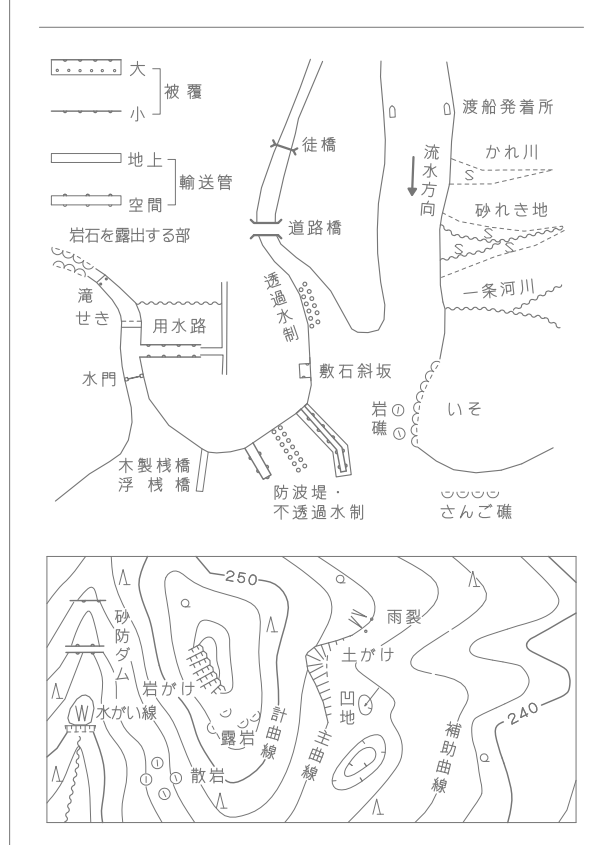 大
被覆
小
渡船発着所
徒橋
流水方向
かれ川
地上
輸送管
空間
砂れき地
道路橋
岩石を露出する部
透過水制
一条河川
滝
せき
用水路
水門
敷石斜坂
岩礁
いそ
木製桟橋
浮桟橋
防波堤・
不透過水制
さんご礁
250
砂防ダム
雨裂
土がけ
岩がけ
W
水がい線
凹地
計曲線
主曲線
補助曲線
240
露岩
散岩